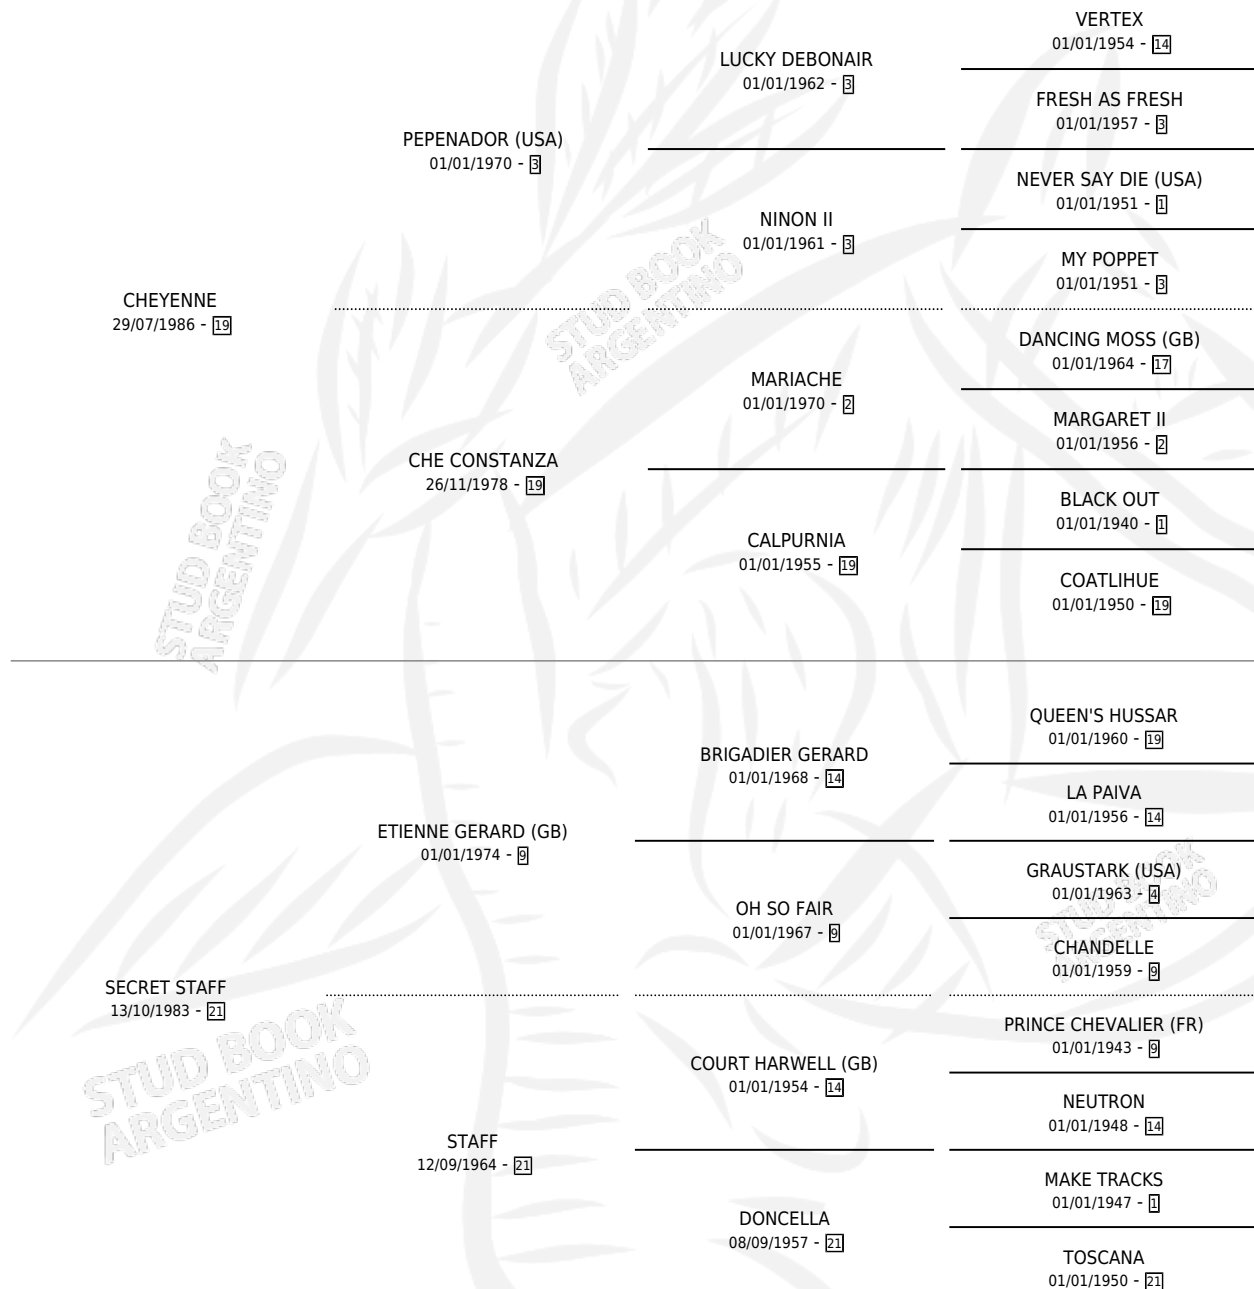 VERTEX
01/01/1954 - 14
LUCKY DEBONAIR
01/01/1962 - 3
FRESH AS FRESH
01/01/1957 - 3
PEPENADOR (USA)
01/01/1970 - 3
NEVER SAY DIE (USA)
01/01/1951 - 1
NINON II
01/01/1961 - 3
MY POPPET
01/01/1951 - 3
CHEYENNE
29/07/1986 - 19
DANCING MOSS (GB)
01/01/1964 - 17
MARIACHE
01/01/1970 - 2
MARGARET II
01/01/1956 - 2
CHE CONSTANZA
26/11/1978 - 19
BLACK OUT
01/01/1940 - 1
CALPURNIA
01/01/1955 - 19
COATLIHUE
01/01/1950 - 19
QUEEN'S HUSSAR
01/01/1960 - 19
BRIGADIER GERARD
01/01/1968 - 14
LA PAIVA
01/01/1956 - 14
ETIENNE GERARD (GB)
01/01/1974 - 9
GRAUSTARK (USA)
01/01/1963 - 4
OH SO FAIR
01/01/1967 - 9
CHANDELLE
01/01/1959 - 9
SECRET STAFF
13/10/1983 - 21
PRINCE CHEVALIER (FR)
01/01/1943 - 9
COURT HARWELL (GB)
01/01/1954 - 14
NEUTRON
01/01/1948 - 14
STAFF
12/09/1964 - 21
MAKE TRACKS
01/01/1947 - 1
DONCELLA
08/09/1957 - 21
TOSCANA
01/01/1950 - 21
STUD BOOK
ARGENTINO
STUD BOOK
ARGENTINO
STUD BOOK
ARGENTINO
STUD BOOK
ARGENTINO